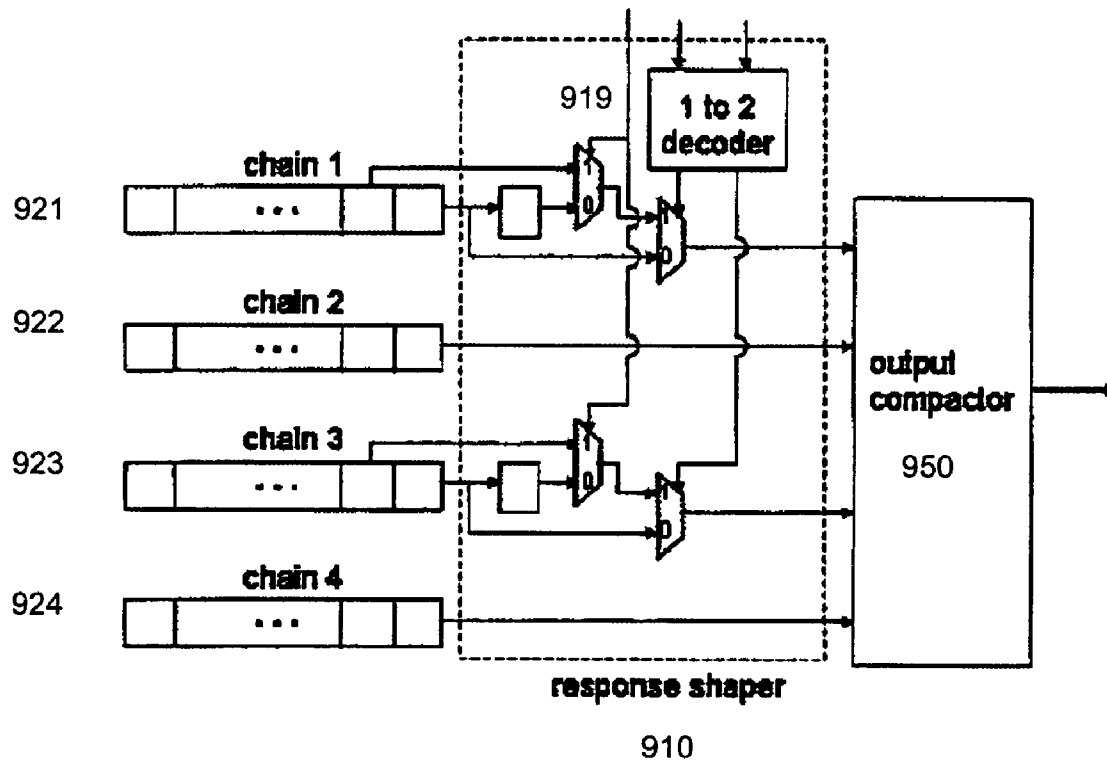 919
1 to 2
decoder
chain 1
1
0
921
...
1
0
chain 2
922
...
output
compactor
950
chain 3
1
0
923
...
1
0
chain 4
924
...
response shaper
910